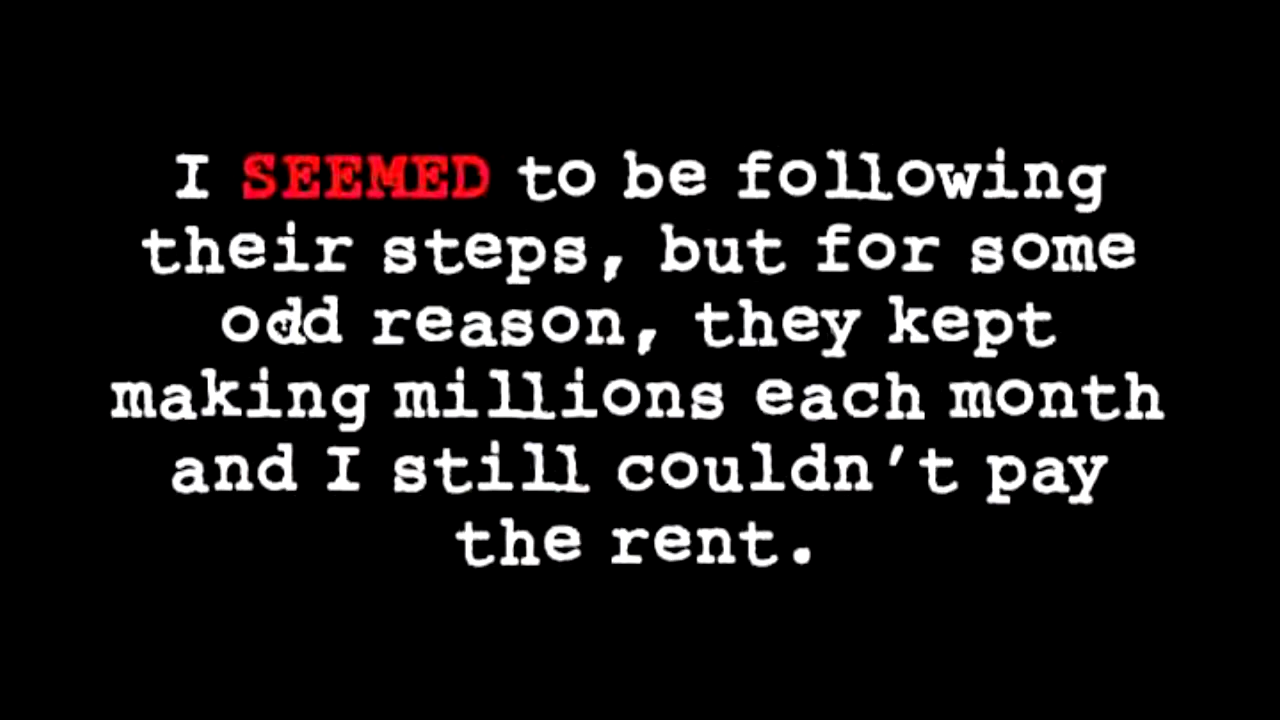 I SEEMED to be following
their steps, but for some
odd reason, they kept
making millions each month
and I still couldn't pay
the rent.